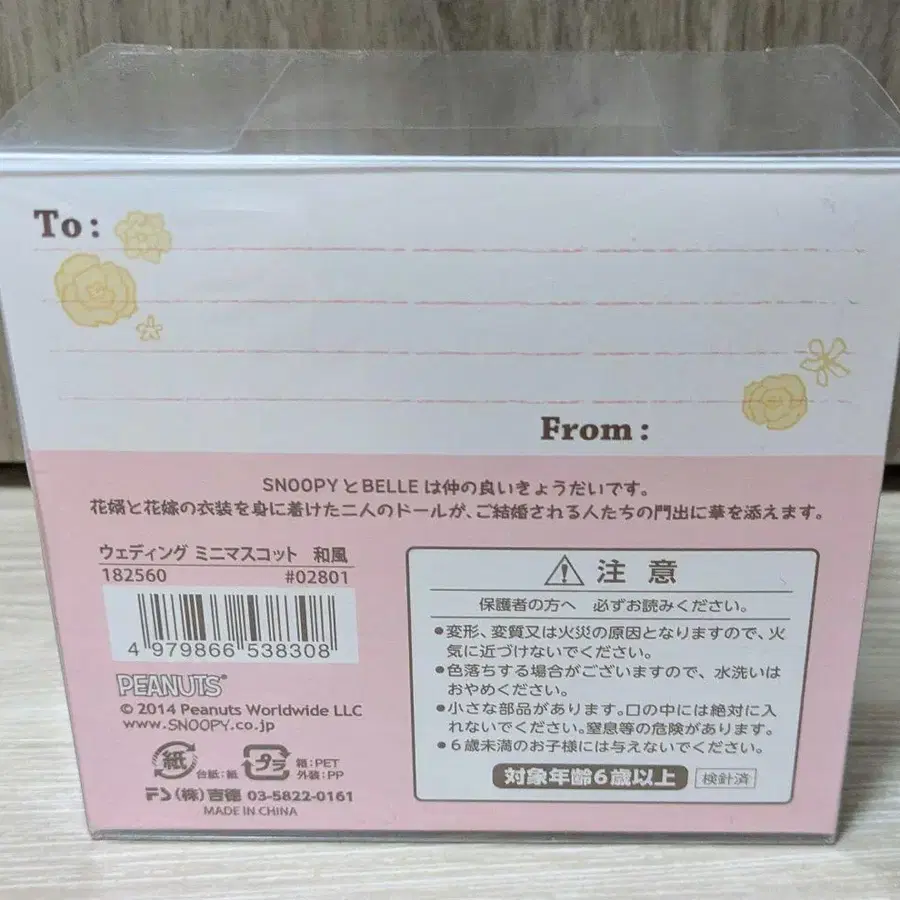 To:
From:
SNOOPYとBELLEは仲の良いきょうだいです。
花婿と花嫁の衣装を身に着けた二人のドールが、ご結婚される人たちの門出に華を添えます。
ウェディング ミニマスコット 和風
182560 #02801
4 979866 538308
PEANUTS
© 2014 Peanuts Worldwide LLC
www.SNOOPY.co.jp
紙 台紙:紙 プラ 箱:PET
外装:PP
(株)吉德 03-5822-0161
MADE IN CHINA
注意
保護者の方へ 必ずお読みください。
●変形、変質又は火災の原因となりますので、火
気に近づけないでください。
●色落ちする場合がございますので、水洗いは
おやめください。
●小さな部品があります。口の中には絶対に入
れないでください。窒息等の危険があります。
●6歳未満のお子様には与えないでください。
対象年齢6歳以上 検針済